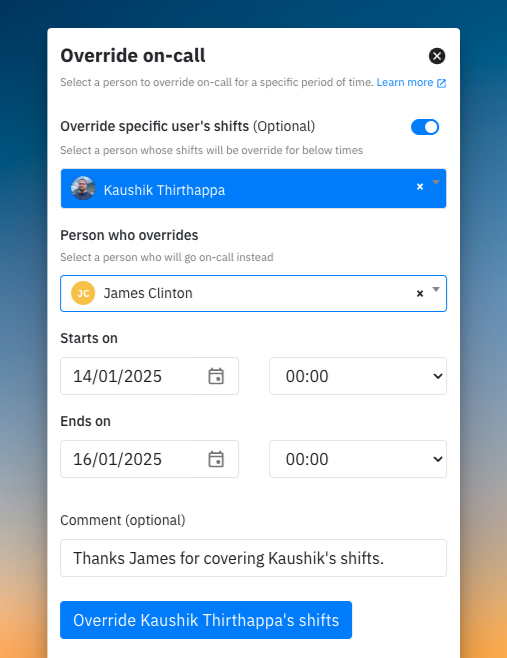 Override on-call
Select a person to override on-call for a specific period of time. Learn more
Override specific user's shifts (Optional)
Select a person whose shifts will be override for below times
Kaushik Thirthappa ×
Person who overrides
Select a person who will go on-call instead
JC James Clinton ×
Starts on
14/01/2025 00:00
Ends on
16/01/2025 00:00
Comment (optional)
Thanks James for covering Kaushik's shifts.
Override Kaushik Thirthappa's shifts